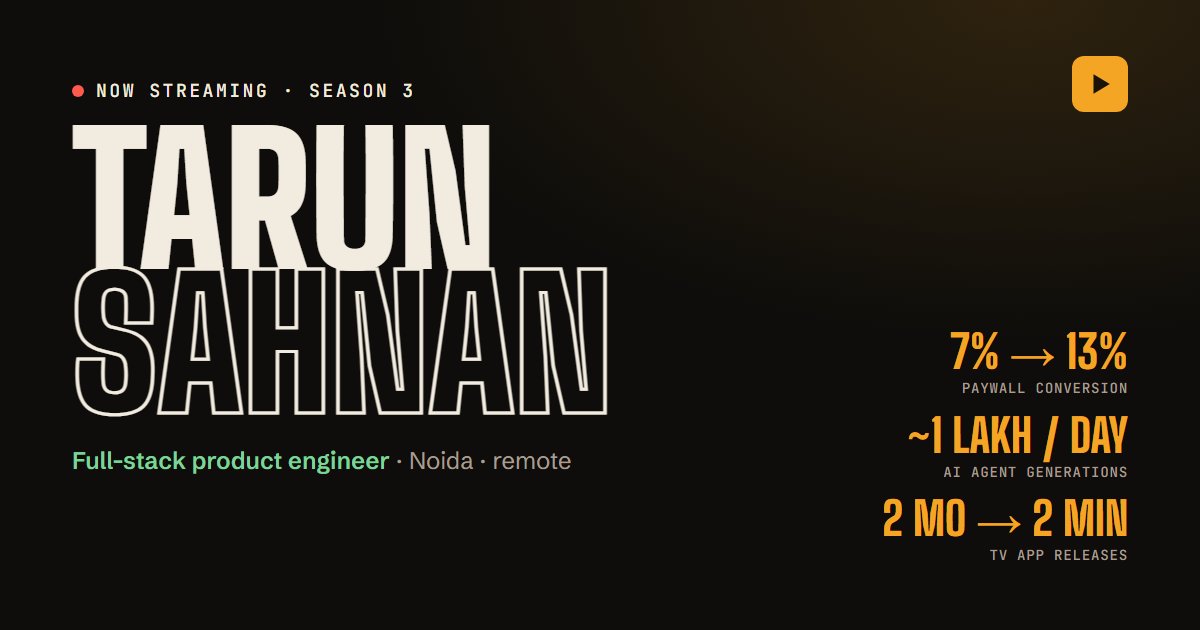 NOW STREAMING · SEASON 3
TARUN
SAHNAN
Full-stack product engineer · Noida · remote
7% → 13%
PAYWALL CONVERSION
~1 LAKH / DAY
AI AGENT GENERATIONS
2 MO → 2 MIN
TV APP RELEASES